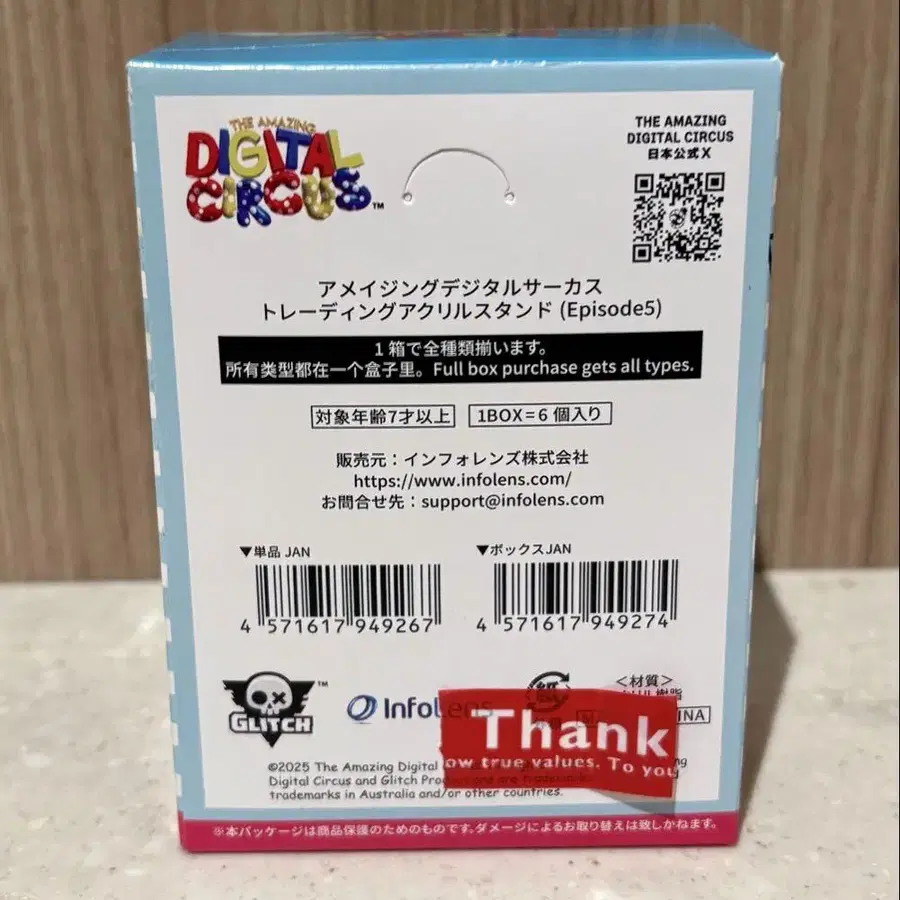 THE AMAZING
DIGITAL
CIRCUS™
THE AMAZING
DIGITAL CIRCUS
日本公式X
アメイジングデジタルサーカス
トレーディングアクリルスタンド (Episode5)
1箱で全種類揃います。
所有类型都在一个盒子里。Full box purchase gets all types.
対象年齢7才以上
1BOX=6個入り
販売元：インフォレンズ株式会社
https://www.infolens.com/
お問合せ先：support@infolens.com
▼単品 JAN
▼ボックスJAN
4 571617 949267
4 571617 949274
GLITCH™
InfoLens
紙
＜材質＞
Thank
ow true values. To you
©2025 The Amazing Digital
Digital Circus and Glitch Productions are trademarks
trademarks in Australia and/or other countries.
※本パッケージは商品保護のためのものです。ダメージによるお取り替えは致しかねます。